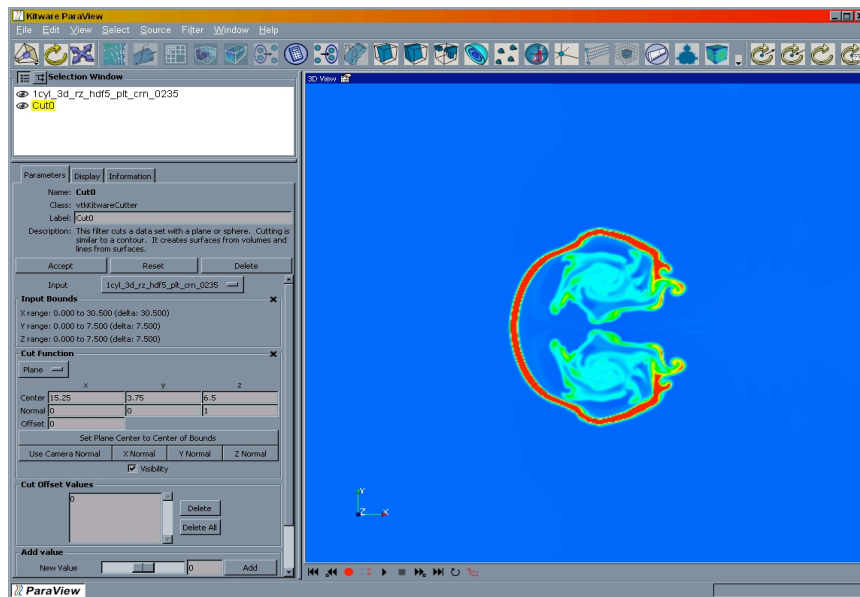 Kitware ParaView
File Edit View Select Source Filter Window Help
Selection Window
3D View
1cyl_3d_rz_hdf5_plt_crn_0235
Cut0
Parameters Display Information
Name: Cut0
Class: vtkKitwareCutter
Label: Cut0
Description: This filter cuts a data set with a plane or sphere. Cutting is
similar to a contour. It creates surfaces from volumes and
lines from surfaces.
Accept Reset Delete
Input 1cyl_3d_rz_hdf5_plt_crn_0235
Input Bounds
X range: 0.000 to 30.500 (delta: 30.500)
Y range: 0.000 to 7.500 (delta: 7.500)
Z range: 0.000 to 7.500 (delta: 7.500)
Cut Function
Plane
x y z
Center 15.25 3.75 6.5
Normal 0 0 1
Offset 0
Set Plane Center to Center of Bounds
Use Camera Normal X Normal Y Normal Z Normal
Visibility
Cut Offset Values
0
Delete
Delete All
Y
Z X
Add value
New Value 0 Add
ParaView